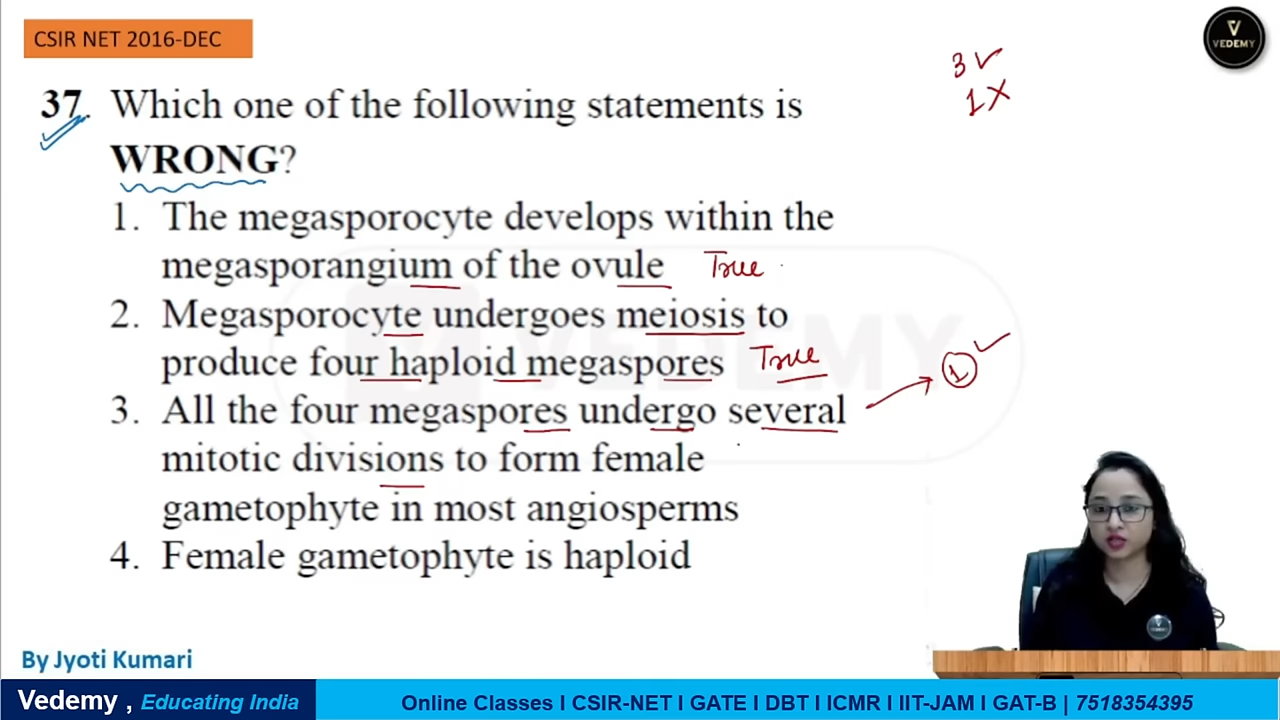 CSIR NET 2016-DEC
VEDEMY
3 ✓
1 X
37. Which one of the following statements is
WRONG?
1. The megasporocyte develops within the
megasporangium of the ovule True
2. Megasporocyte undergoes meiosis to
produce four haploid megaspores True
3. All the four megaspores undergo several
mitotic divisions to form female
gametophyte in most angiosperms
1 ✓
4. Female gametophyte is haploid
VEDEMY
By Jyoti Kumari
Vedemy , Educating India
Online Classes I CSIR-NET I GATE I DBT I ICMR I IIT-JAM I GAT-B | 7518354395